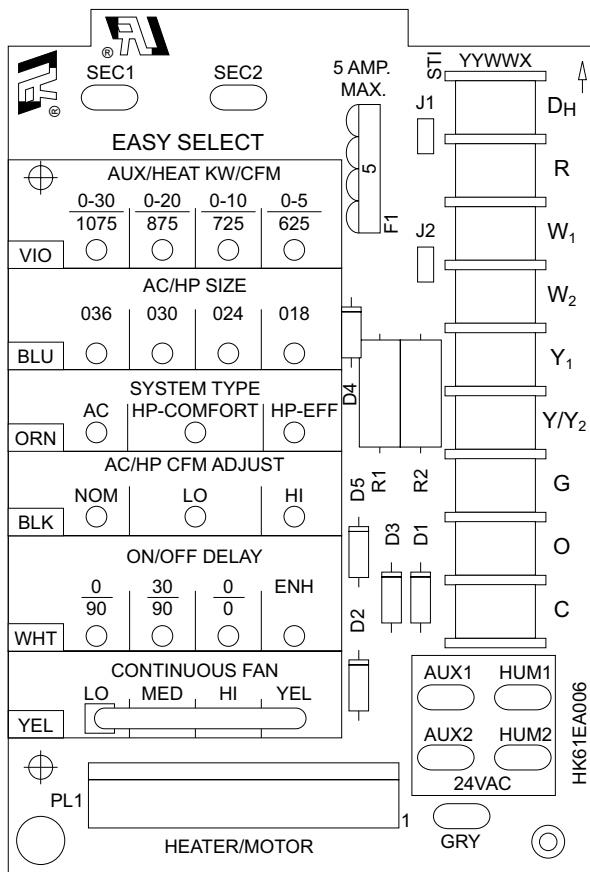 SEC1 SEC2 5 AMP. MAX. STI YYWWX
®
®
J1
5
F1
J2
EASY SELECT
AUX/HEAT KW/CFM
0-30 0-20 0-10 0-5
1075 875 725 625
VIO
AC/HP SIZE
036 030 024 018
BLU
SYSTEM TYPE
AC HP-COMFORT HP-EFF
ORN
AC/HP CFM ADJUST
NOM LO HI
BLK
ON/OFF DELAY
0 30 0 ENH
90 90 0
WHT
CONTINUOUS FAN
LO MED HI YEL
YEL
D4
R1 R2
D5
D3 D1
D2
DH
R
W1
W2
Y1
Y/Y2
G
O
C
AUX1 HUM1
AUX2 HUM2
24VAC
HK61EA006
GRY
PL1
1
HEATER/MOTOR